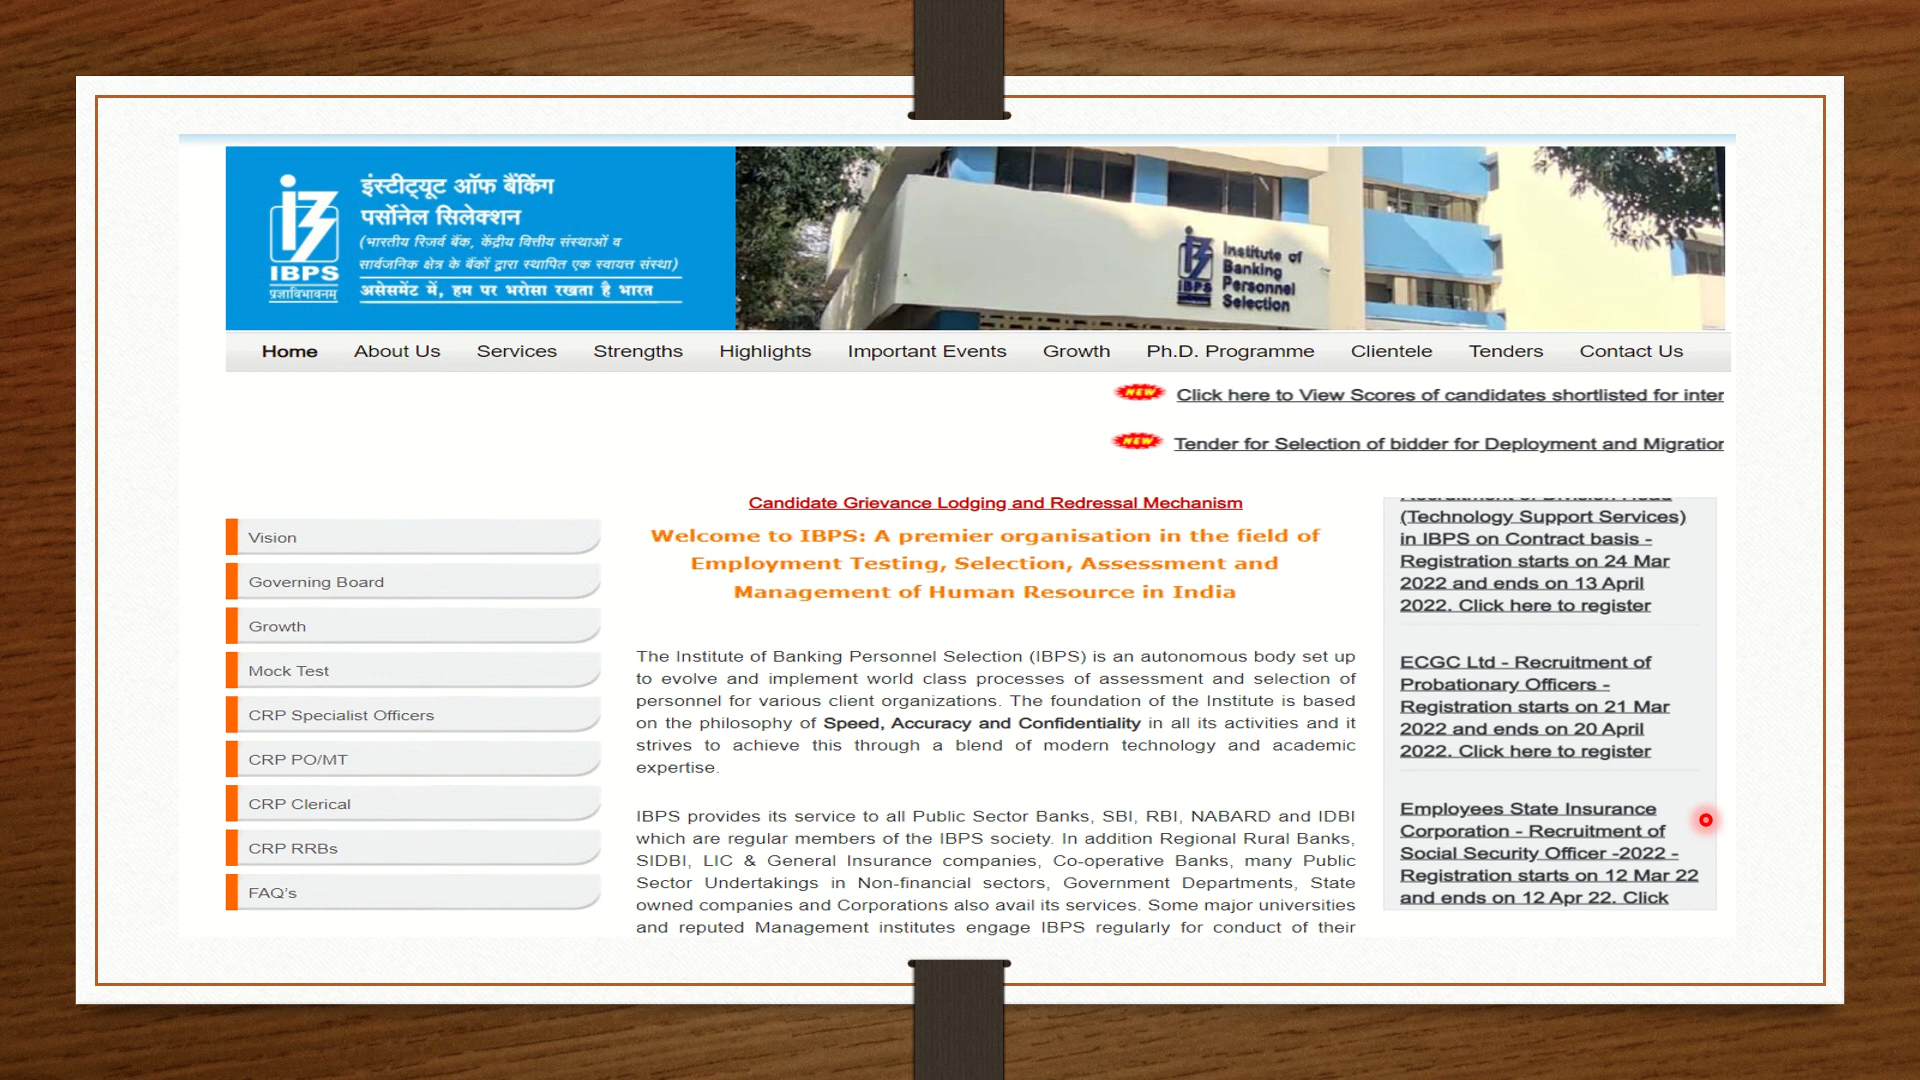 इंस्टीट्यूट ऑफ बैंकिंग
पर्सोनेल सिलेक्शन
(भारतीय रिज़र्व बैंक, केंद्रीय वित्तीय संस्थाओं व
सार्वजनिक क्षेत्र के बैंकों द्वारा स्थापित एक स्वायत्त संस्था)
असेसमेंट में, हम पर भरोसा रखता है भारत
IBPS
प्रज्ञाविभावनम्
Institute of
Banking
Personnel
Selection
IBPS
Home About Us Services Strengths Highlights Important Events Growth Ph.D. Programme Clientele Tenders Contact Us
NEW Click here to View Scores of candidates shortlisted for inter
NEW Tender for Selection of bidder for Deployment and Migration
Vision
Governing Board
Growth
Mock Test
CRP Specialist Officers
CRP PO/MT
CRP Clerical
CRP RRBs
FAQ's
Candidate Grievance Lodging and Redressal Mechanism
Welcome to IBPS: A premier organisation in the field of
Employment Testing, Selection, Assessment and
Management of Human Resource in India
The Institute of Banking Personnel Selection (IBPS) is an autonomous body set up
to evolve and implement world class processes of assessment and selection of
personnel for various client organizations. The foundation of the Institute is based
on the philosophy of Speed, Accuracy and Confidentiality in all its activities and it
strives to achieve this through a blend of modern technology and academic
expertise.
IBPS provides its service to all Public Sector Banks, SBI, RBI, NABARD and IDBI
which are regular members of the IBPS society. In addition Regional Rural Banks,
SIDBI, LIC & General Insurance companies, Co-operative Banks, many Public
Sector Undertakings in Non-financial sectors, Government Departments, State
owned companies and Corporations also avail its services. Some major universities
and reputed Management institutes engage IBPS regularly for conduct of their
Recruitment of Division Head
(Technology Support Services)
in IBPS on Contract basis -
Registration starts on 24 Mar
2022 and ends on 13 April
2022. Click here to register
ECGC Ltd - Recruitment of
Probationary Officers -
Registration starts on 21 Mar
2022 and ends on 20 April
2022. Click here to register
Employees State Insurance
Corporation - Recruitment of
Social Security Officer -2022 -
Registration starts on 12 Mar 22
and ends on 12 Apr 22. Click